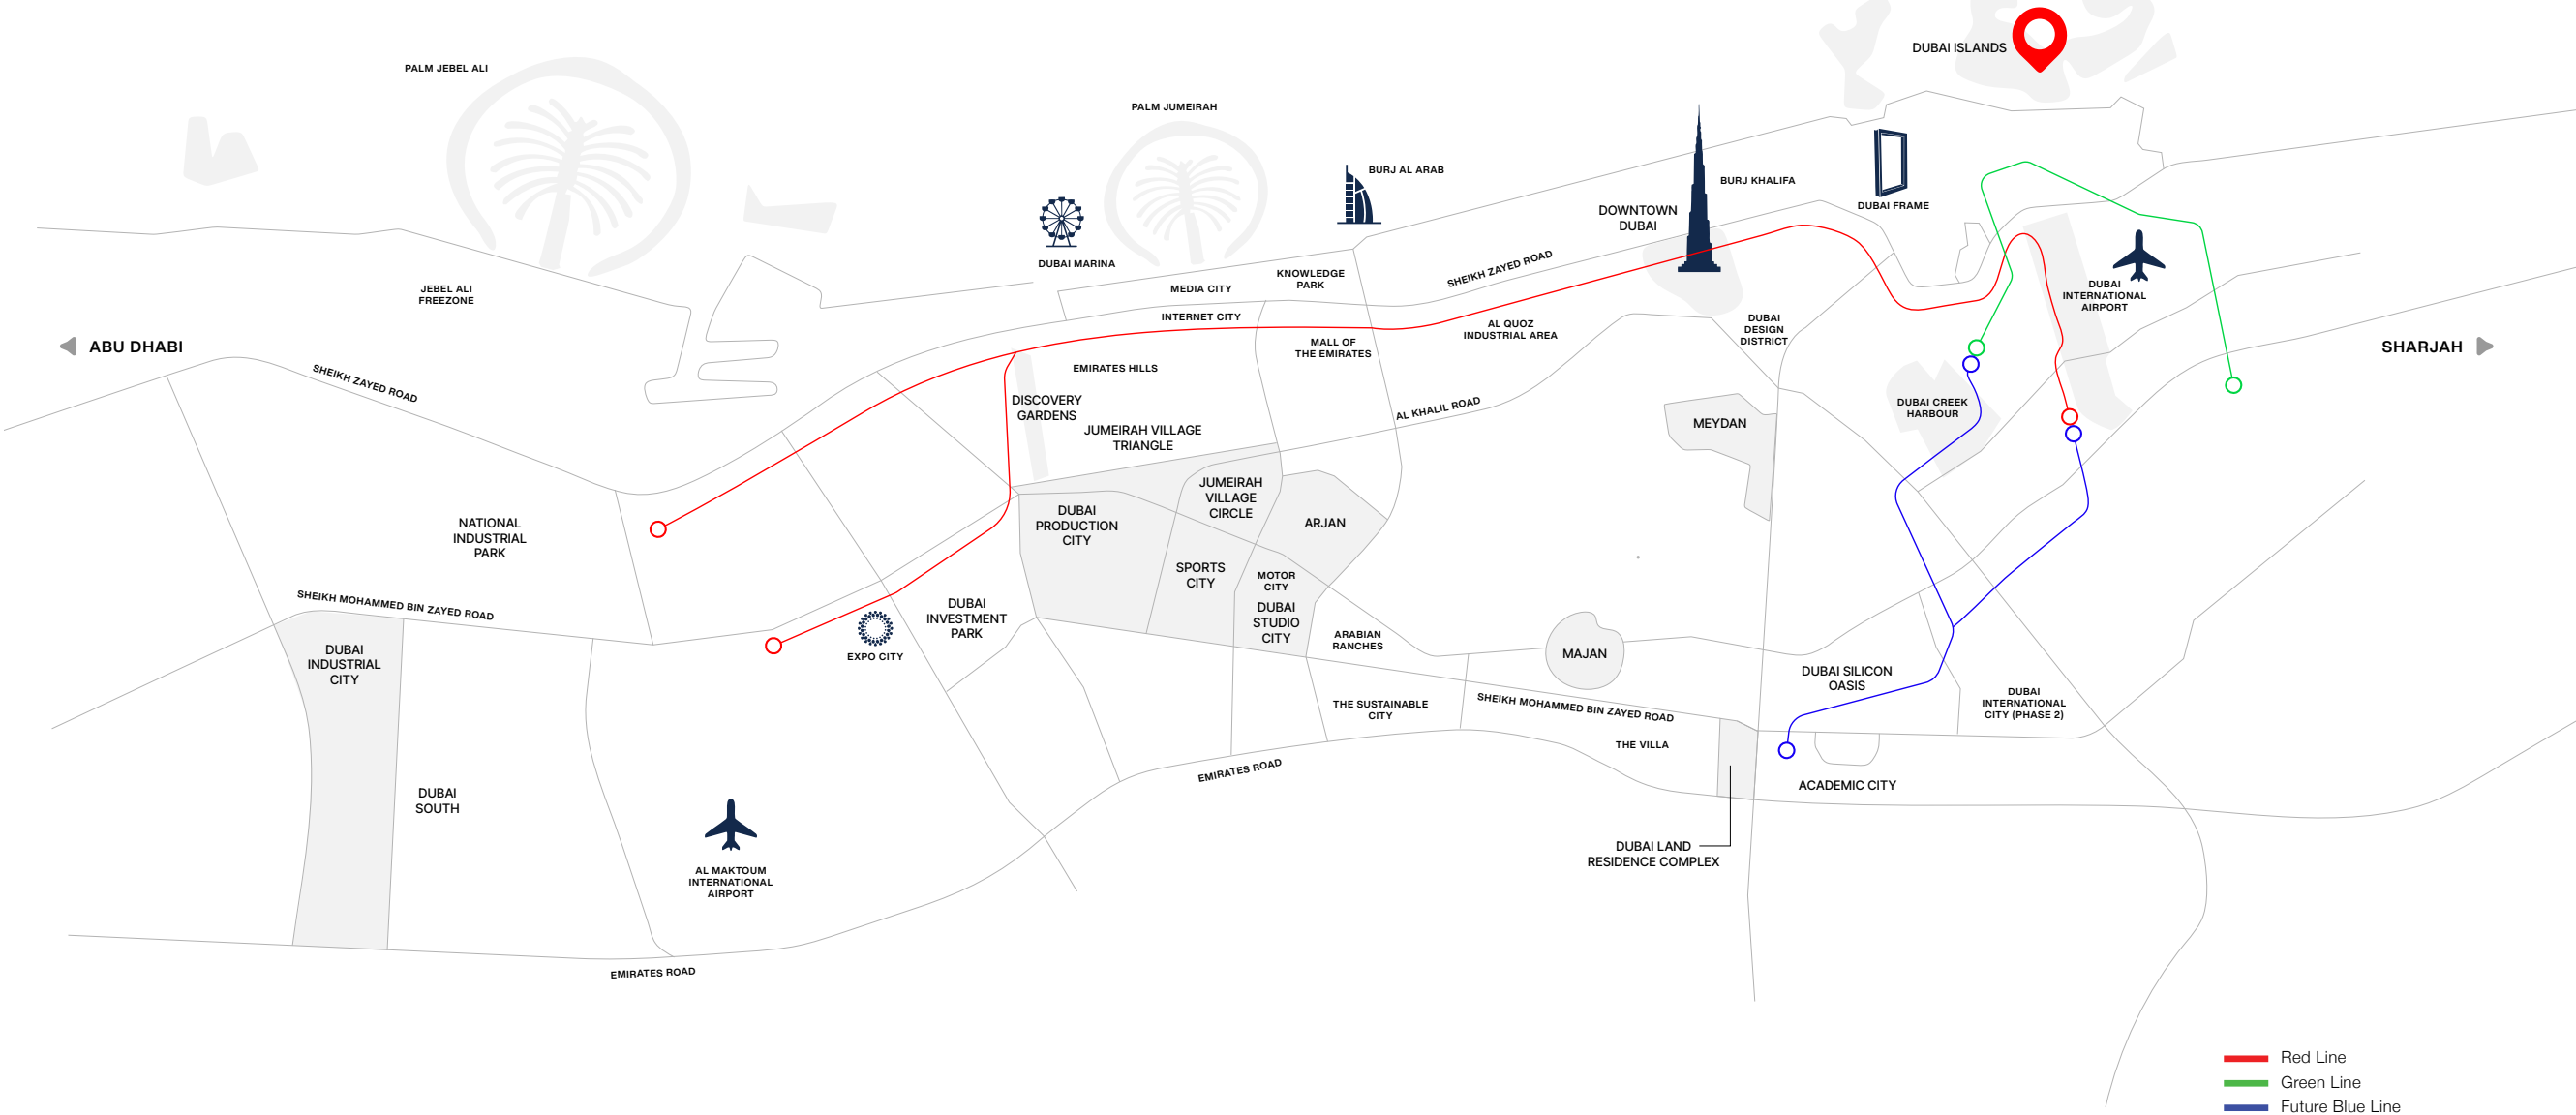 DUBAI ISLANDS
PALM JEBEL ALI
PALM JUMEIRAH
BURJ AL ARAB
BURJ KHALIFA
DUBAI FRAME
DOWNTOWN
DUBAI
DUBAI MARINA
KNOWLEDGE
PARK
SHEIKH ZAYED ROAD
MEDIA CITY
JEBEL ALI
FREEZONE
DUBAI
INTERNATIONAL
AIRPORT
INTERNET CITY
AL QUOZ
INDUSTRIAL AREA
DUBAI
DESIGN
DISTRICT
ABU DHABI
MALL OF
THE EMIRATES
SHARJAH
EMIRATES HILLS
SHEIKH ZAYED ROAD
DISCOVERY
GARDENS
AL KHALIL ROAD
DUBAI CREEK
HARBOUR
JUMEIRAH VILLAGE
TRIANGLE
MEYDAN
JUMEIRAH
VILLAGE
CIRCLE
DUBAI
PRODUCTION
CITY
ARJAN
NATIONAL
INDUSTRIAL
PARK
SPORTS
CITY
MOTOR
CITY
SHEIKH MOHAMMED BIN ZAYED ROAD
DUBAI
INVESTMENT
PARK
DUBAI
STUDIO
CITY
ARABIAN
RANCHES
EXPO CITY
MAJAN
DUBAI
INDUSTRIAL
CITY
DUBAI SILICON
OASIS
DUBAI
INTERNATIONAL
CITY (PHASE 2)
THE SUSTAINABLE
CITY
SHEIKH MOHAMMED BIN ZAYED ROAD
THE VILLA
EMIRATES ROAD
ACADEMIC CITY
DUBAI
SOUTH
DUBAI LAND
RESIDENCE COMPLEX
AL MAKTOUM
INTERNATIONAL
AIRPORT
EMIRATES ROAD
Red Line
Green Line
Future Blue Line